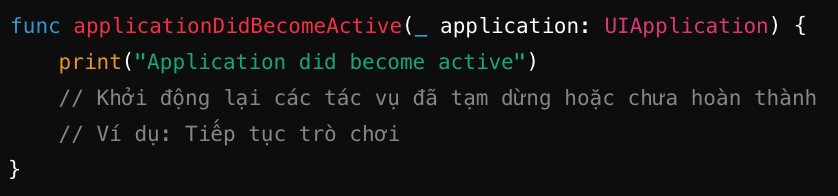 func applicationDidBecomeActive(_ application: UIApplication) {
    print("Application did become active")
    // Khởi động lại các tác vụ đã tạm dừng hoặc chưa hoàn thành
    // Ví dụ: Tiếp tục trò chơi
}